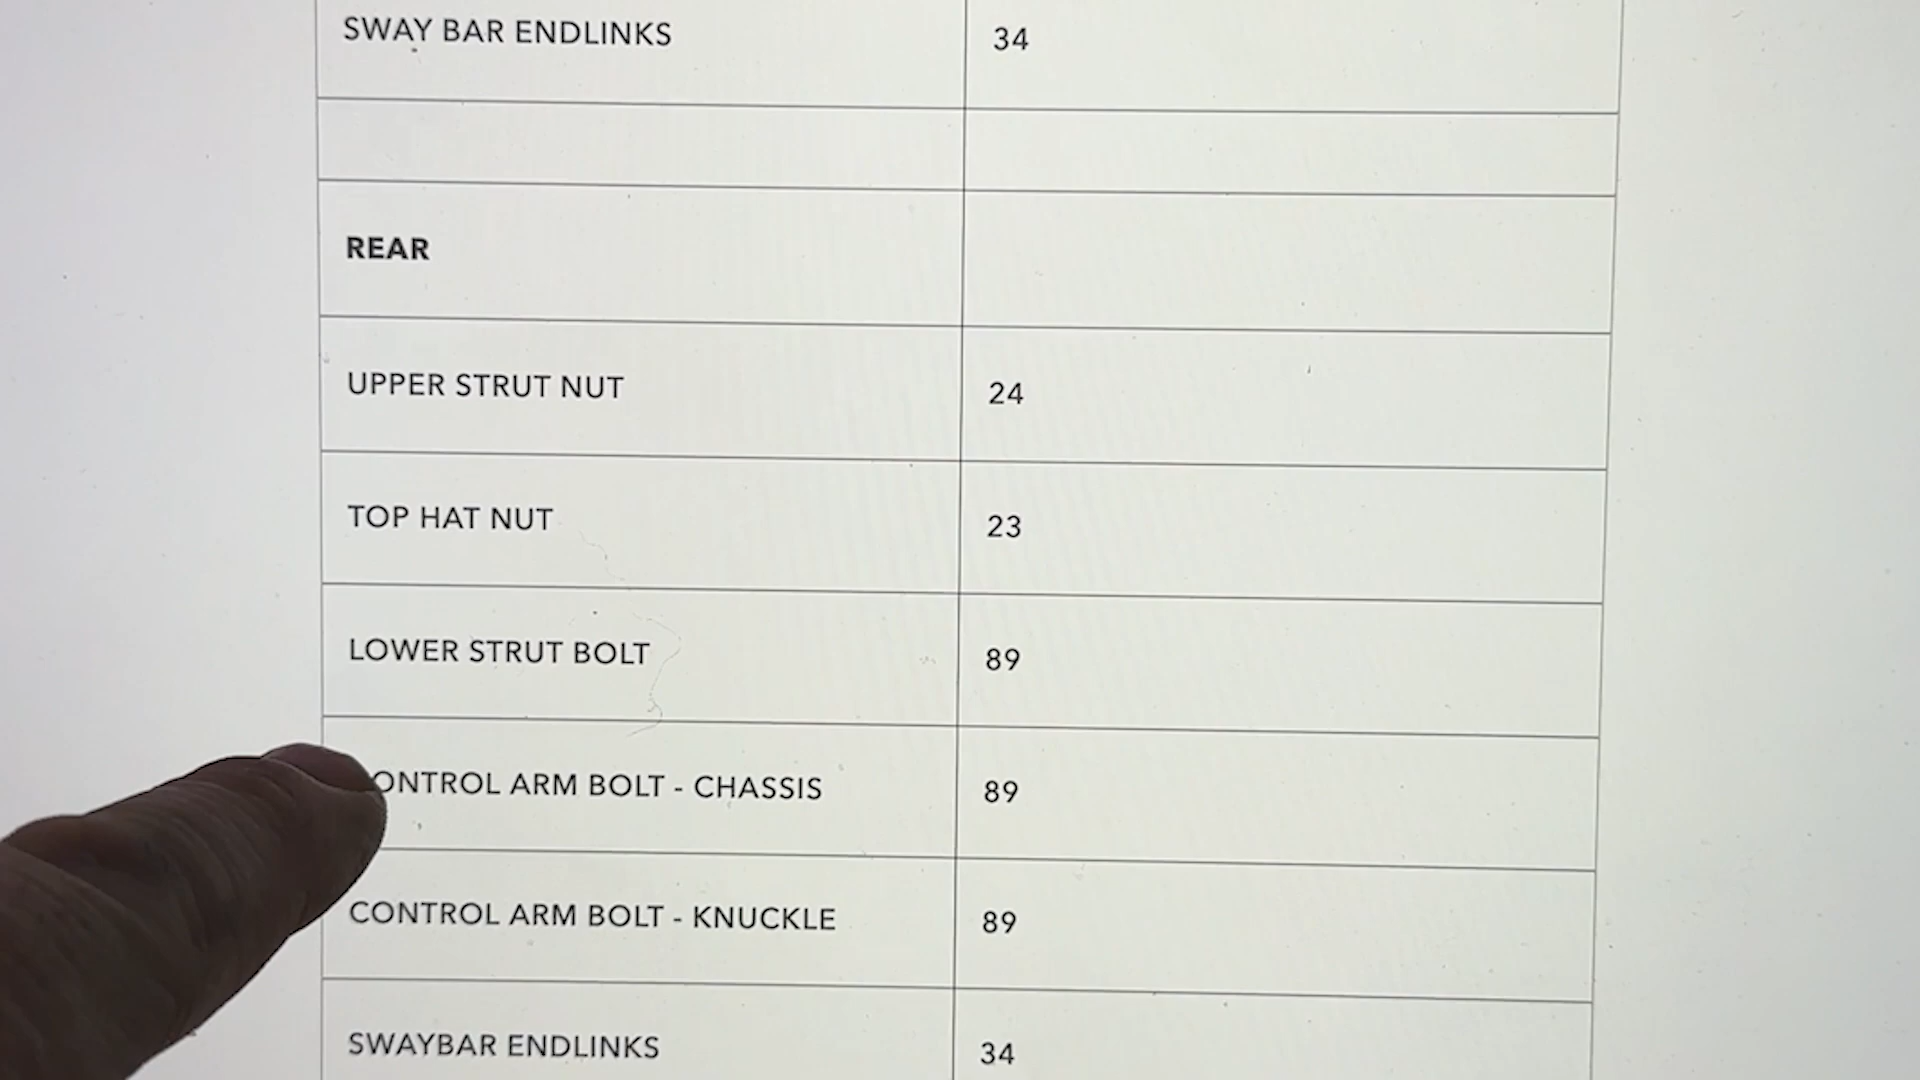 SWAY BAR ENDLINKS 34
REAR
UPPER STRUT NUT 24
TOP HAT NUT 23
LOWER STRUT BOLT 89
ONTROL ARM BOLT - CHASSIS 89
CONTROL ARM BOLT - KNUCKLE 89
SWAYBAR ENDLINKS 34